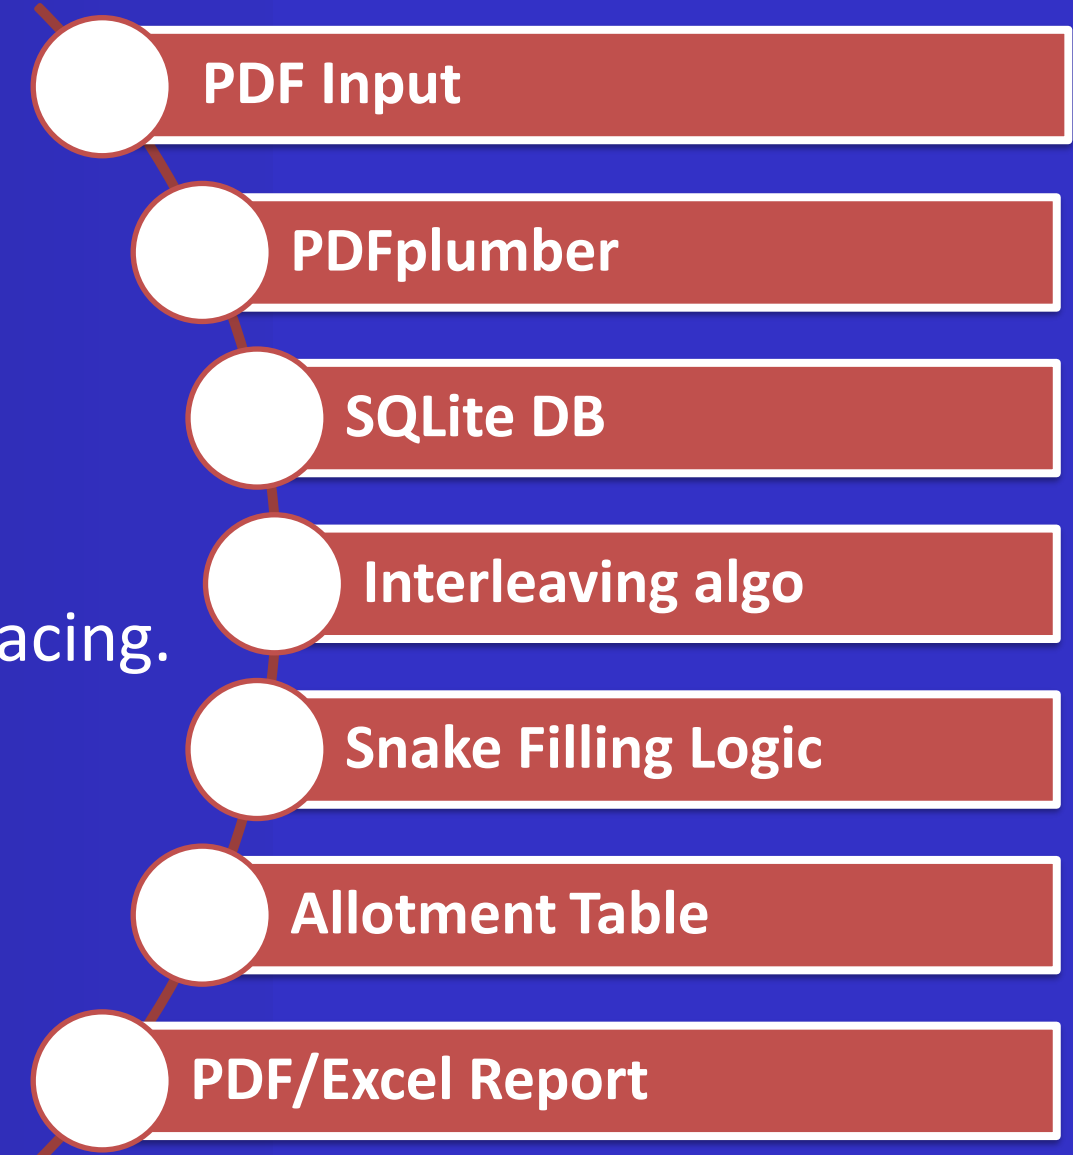 PDF Input
PDFplumber
SQLite DB
Interleaving algo
acing.
Snake Filling Logic
Allotment Table
PDF/Excel Report